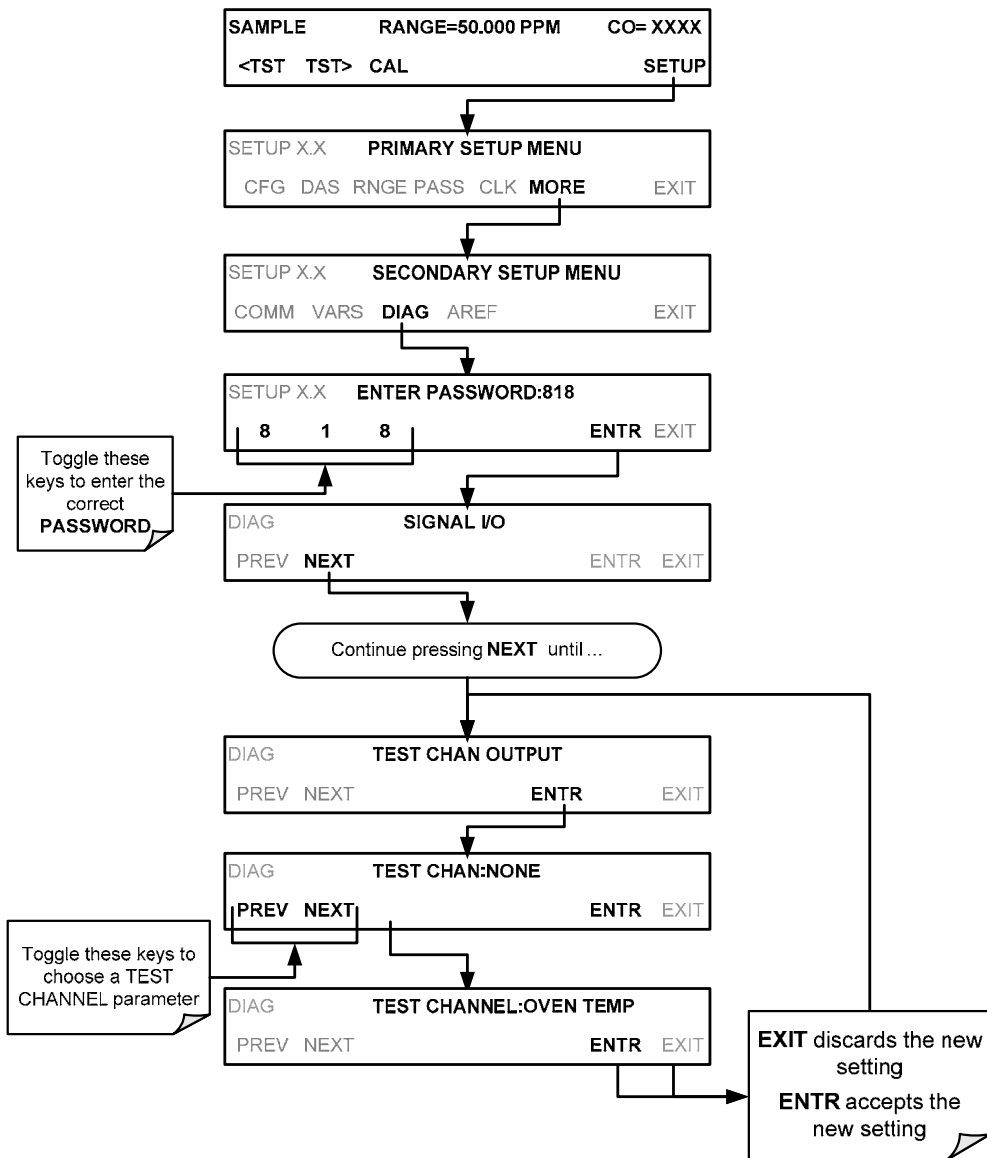 SAMPLE RANGE=50.000 PPM CO= XXXX
<TST TST> CAL SETUP
SETUP X.X PRIMARY SETUP MENU
CFG DAS RNGE PASS CLK MORE EXIT
SETUP X.X SECONDARY SETUP MENU
COMM VARS DIAG AREF EXIT
SETUP X.X ENTER PASSWORD:818
8 1 8 ENTR EXIT
Toggle these
keys to enter the
correct
PASSWORD
DIAG SIGNAL I/O
PREV NEXT ENTR EXIT
Continue pressing NEXT until ...
DIAG TEST CHAN OUTPUT
PREV NEXT ENTR EXIT
DIAG TEST CHAN:NONE
PREV NEXT ENTR EXIT
Toggle these keys to
choose a TEST
CHANNEL parameter
DIAG TEST CHANNEL:OVEN TEMP
PREV NEXT ENTR EXIT
EXIT discards the new
setting
ENTR accepts the
new setting